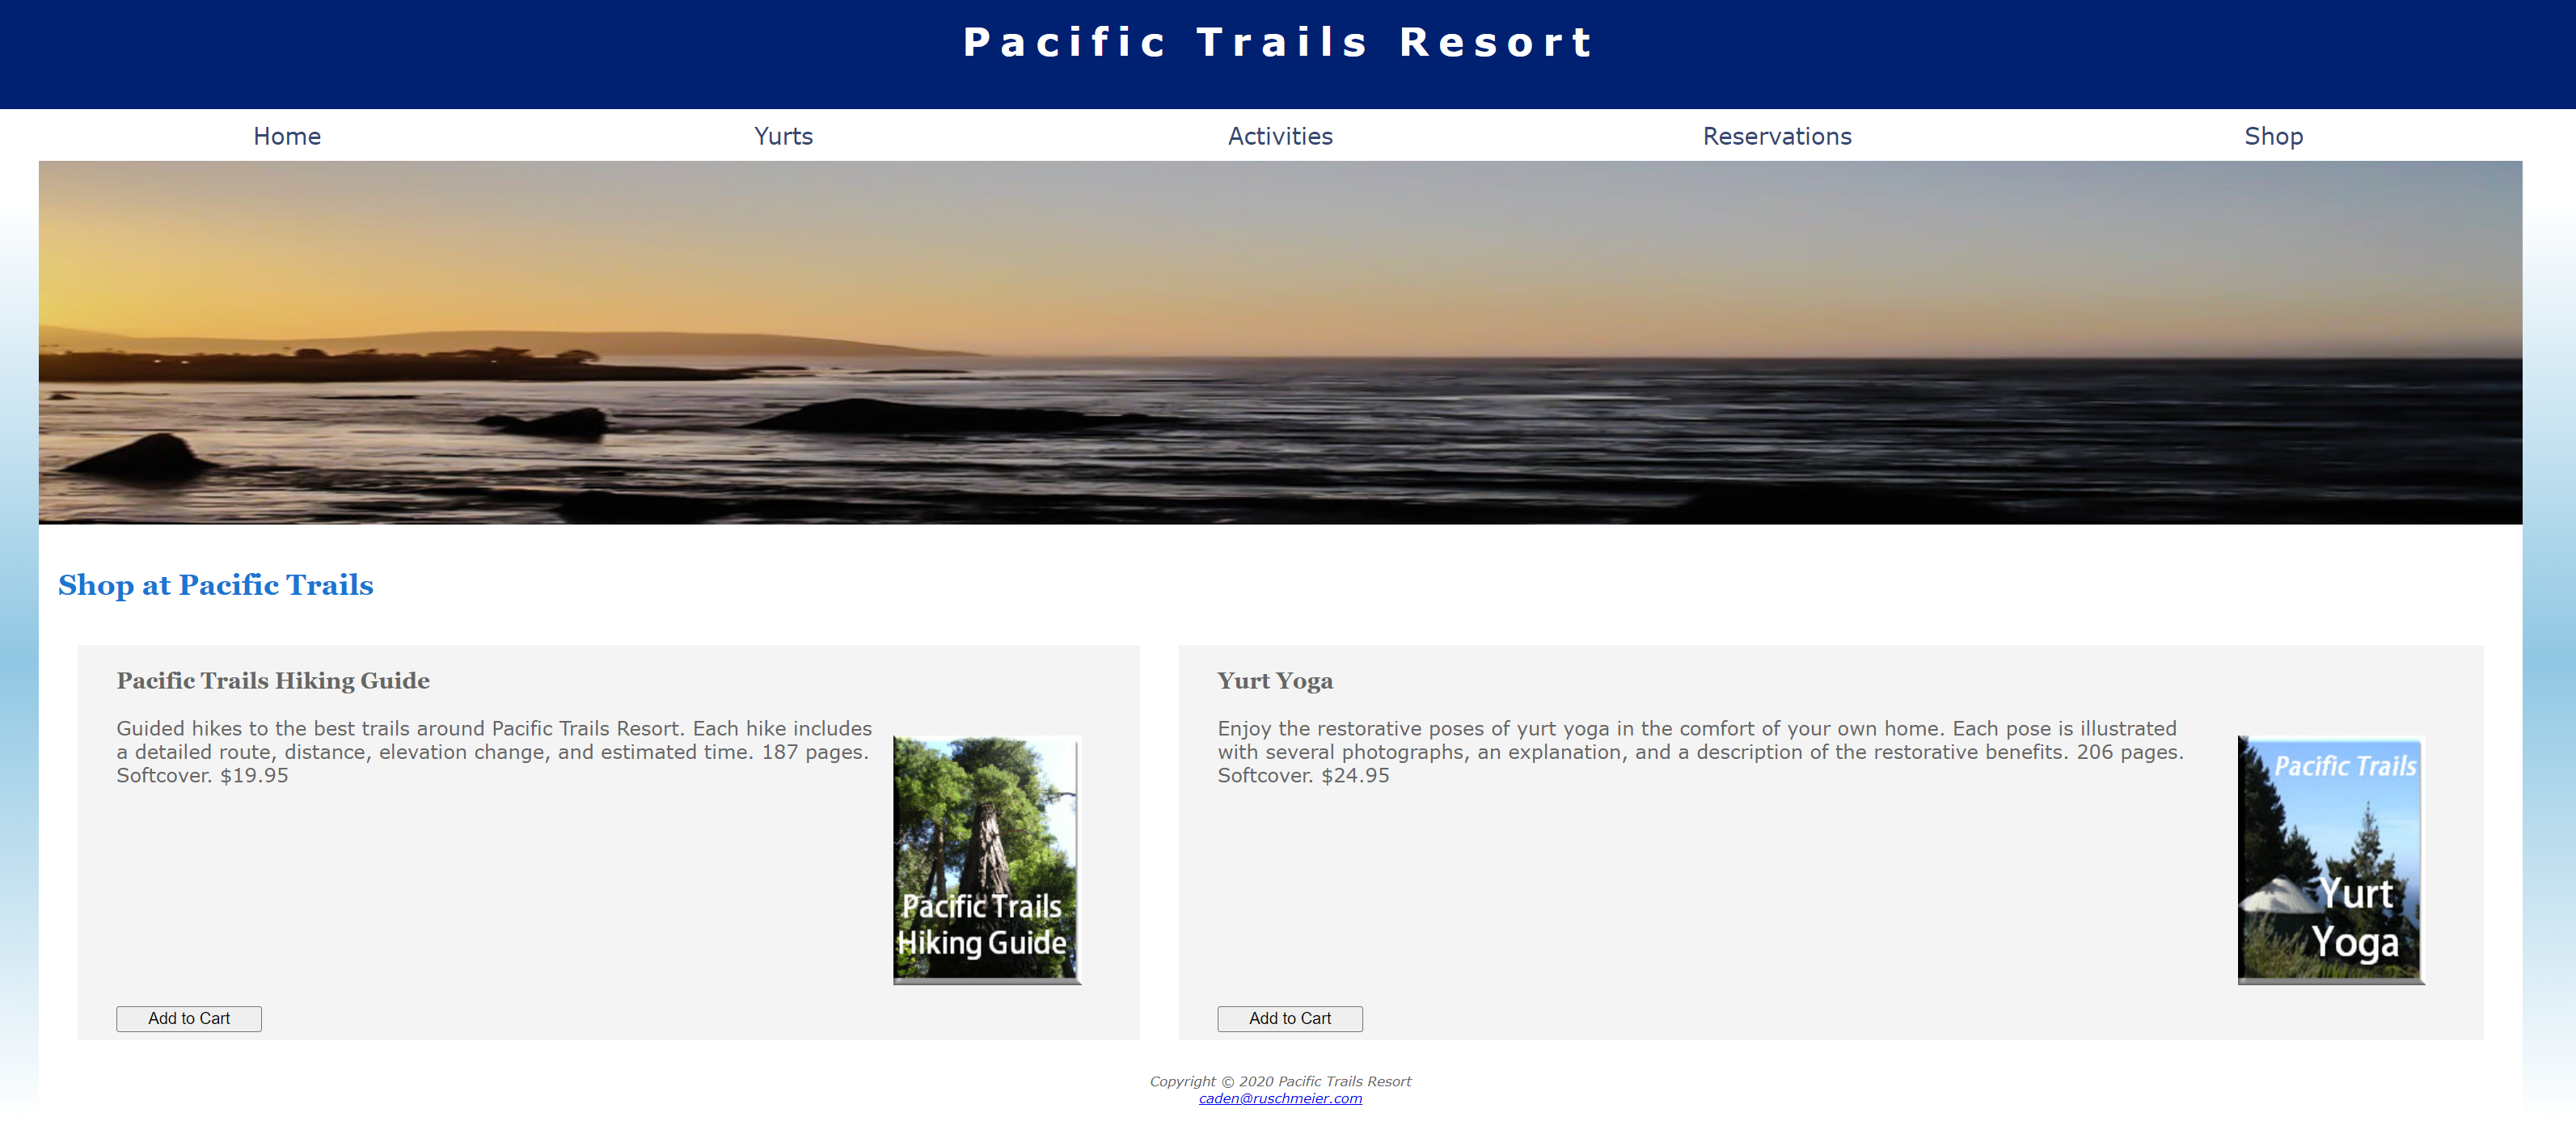 Pacific Trails Resort
Home Yurts Activities Reservations Shop
Shop at Pacific Trails
Pacific Trails Hiking Guide
Guided hikes to the best trails around Pacific Trails Resort. Each hike includes
a detailed route, distance, elevation change, and estimated time. 187 pages.
Softcover. $19.95
Pacific Trails
Hiking Guide
Add to Cart
Yurt Yoga
Enjoy the restorative poses of yurt yoga in the comfort of your own home. Each pose is illustrated
with several photographs, an explanation, and a description of the restorative benefits. 206 pages.
Softcover. $24.95
Pacific Trails
Yurt
Yoga
Add to Cart
Copyright © 2020 Pacific Trails Resort
caden@ruschmeier.com